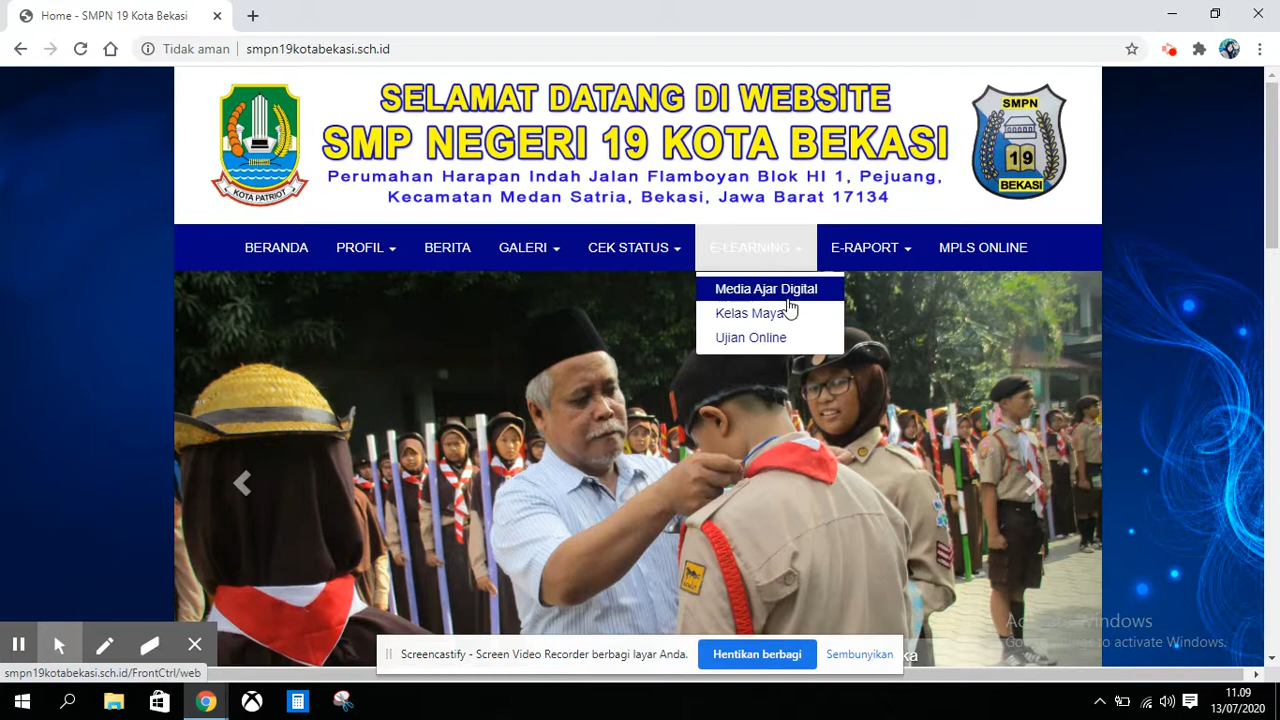 Home - SMPN 19 Kota Bekasi
Tidak aman
smpn19kotabekasi.sch.id
SELAMAT DATANG DI WEBSITE
SMP NEGERI 19 KOTA BEKASI
Perumahan Harapan Indah Jalan Flamboyan Blok HI 1, Pejuang,
Kecamatan Medan Satria, Bekasi, Jawa Barat 17134
KOTA PATRIOT
SMPN
19
BEKASI
BERANDA PROFIL BERITA GALERI CEK STATUS E-LEARNING E-RAPORT MPLS ONLINE
Media Ajar Digital
Kelas Maya
Ujian Online
Windows
to activate Windows.
Screencastify - Screen Video Recorder berbagi layar Anda.
Hentikan berbagi
Sembunyikan
smpn19kotabekasi.sch.id/FrontCtrl/web
11.09
13/07/2020